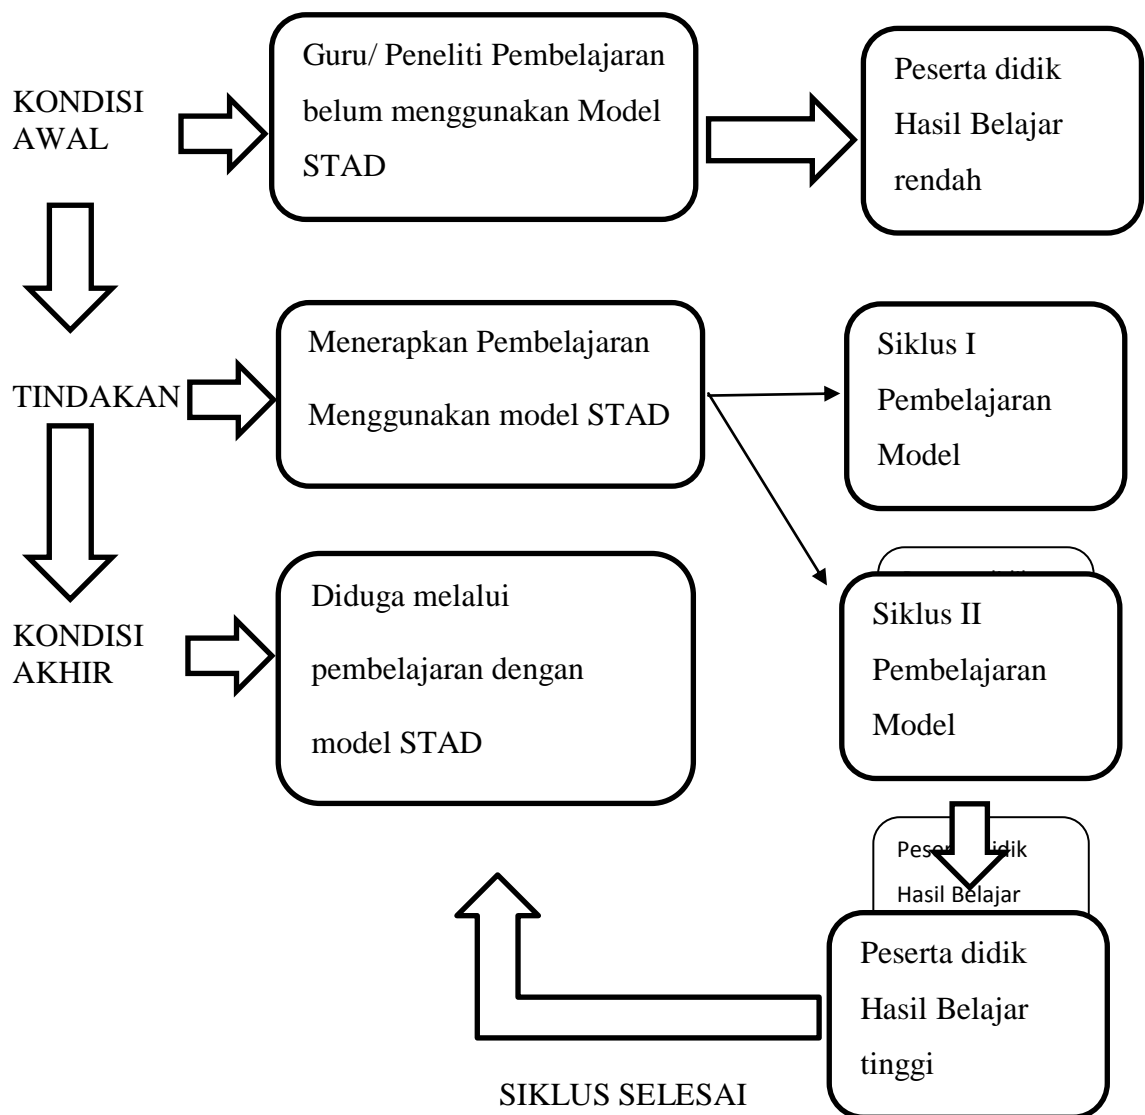 KONDISI
AWAL
Guru/ Peneliti Pembelajaran
belum menggunakan Model
STAD
Peserta didik
Hasil Belajar
rendah
TINDAKAN
Menerapkan Pembelajaran
Menggunakan model STAD
Siklus I
Pembelajaran
Model
KONDISI
AKHIR
Diduga melalui
pembelajaran dengan
model STAD
Siklus II
Pembelajaran
Model
Hasil Belajar
Peserta didik
Hasil Belajar
tinggi
SIKLUS SELESAI